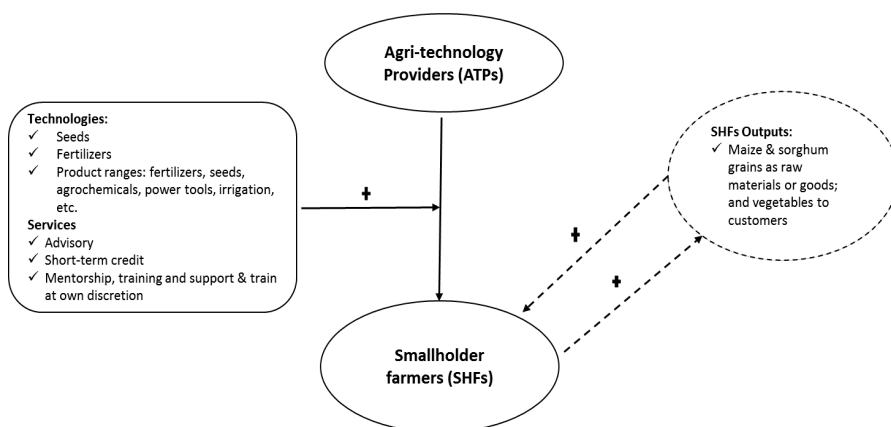 Agri-technology
Providers (ATPs)
Technologies:
✓ Seeds
✓ Fertilizers
✓ Product ranges: fertilizers, seeds,
agrochemicals, power tools, irrigation,
etc.
Services
✓ Advisory
✓ Short-term credit
✓ Mentorship, training and support & train
at own discretion
+
SHFs Outputs:
✓ Maize & sorghum
grains as raw
materials or goods;
and vegetables to
customers
+
+
Smallholder
farmers (SHFs)